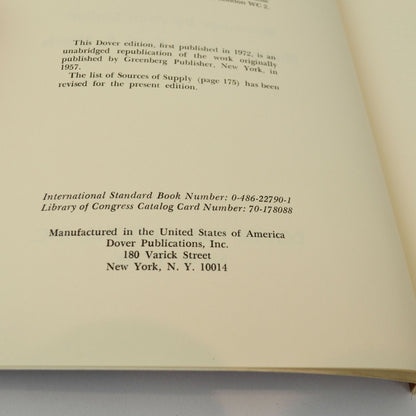 London WC 2.
This Dover edition, first published in 1972, is an
unabridged republication of the work originally
published by Greenberg Publisher, New York, in
1957.
The list of Sources of Supply (page 175) has been
revised for the present edition.
International Standard Book Number: 0-486-22790-1
Library of Congress Catalog Card Number: 70-178088
Manufactured in the United States of America
Dover Publications, Inc.
180 Varick Street
New York, N. Y. 10014